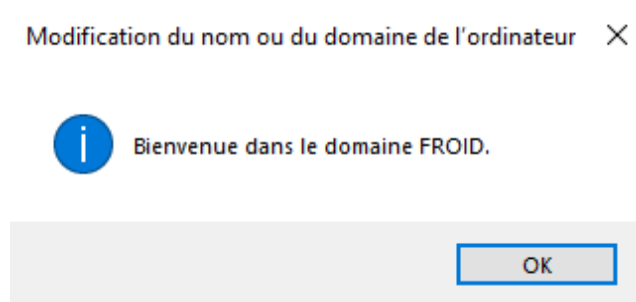 Modification du nom ou du domaine de l'ordinateur
Bienvenue dans le domaine FROID.
OK